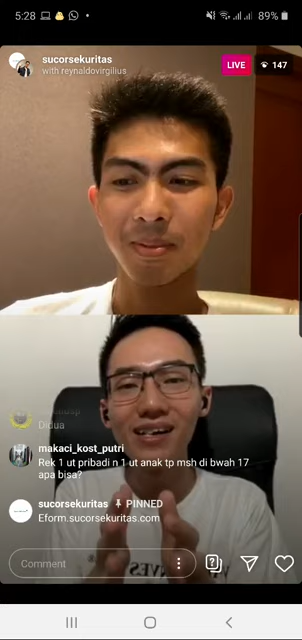 5:28
89%
sucorsekuritas
with reynaldovirgilius
LIVE
147
Didua
makaci_kost_putri
Rek 1 ut pribadi n 1 ut anak tp msh di bwah 17
apa bisa?
sucorsekuritas PINNED
Eform.sucorsekuritas.com
Comment